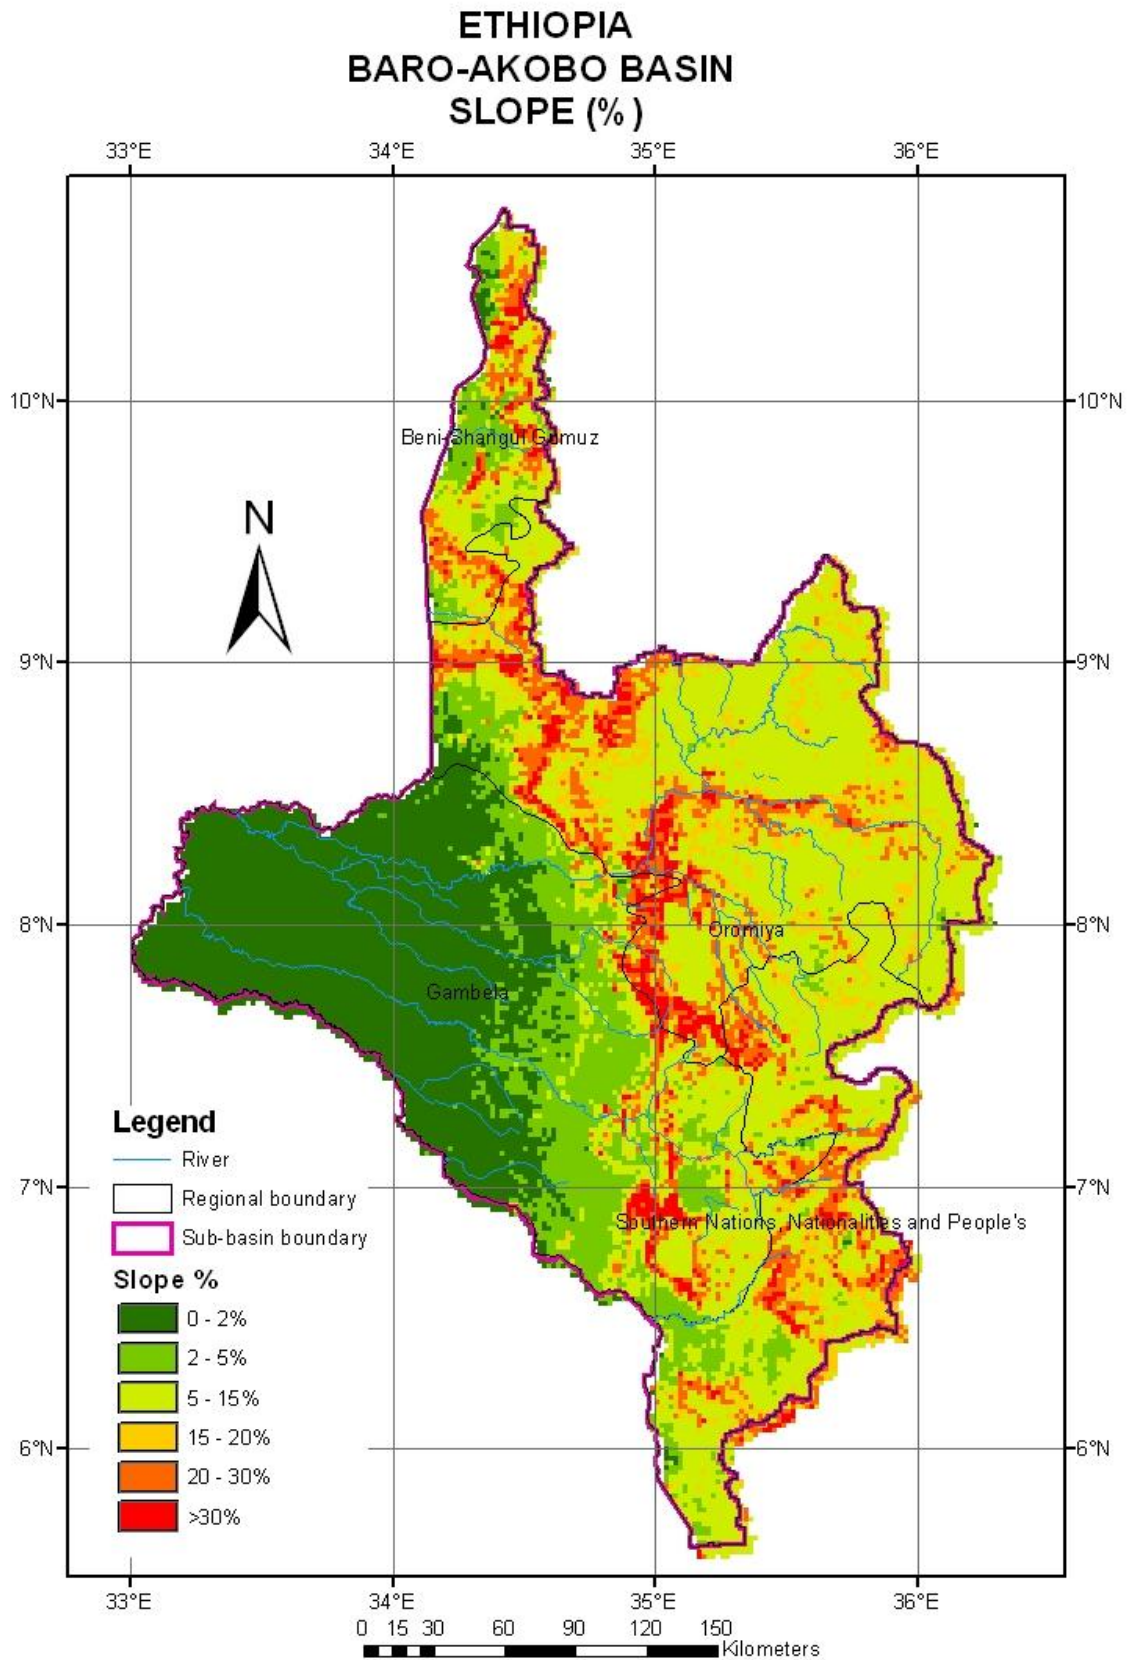 ETHIOPIA
BARO-AKOBO BASIN
SLOPE (%)
33°E 34°E 35°E 36°E
10°N 10°N
Beni-Shangul Gumuz
N
9°N 9°N
8°N 8°N
Oromiya
Gambela
Legend
River
7°N 7°N
Regional boundary
Southern Nations, Nationalities and People's
Sub-basin boundary
Slope %
0 - 2%
2 - 5%
5 - 15%
15 - 20%
6°N 6°N
20 - 30%
>30%
33°E 34°E 35°E 36°E
0 15 30 60 90 120 150
Kilometers